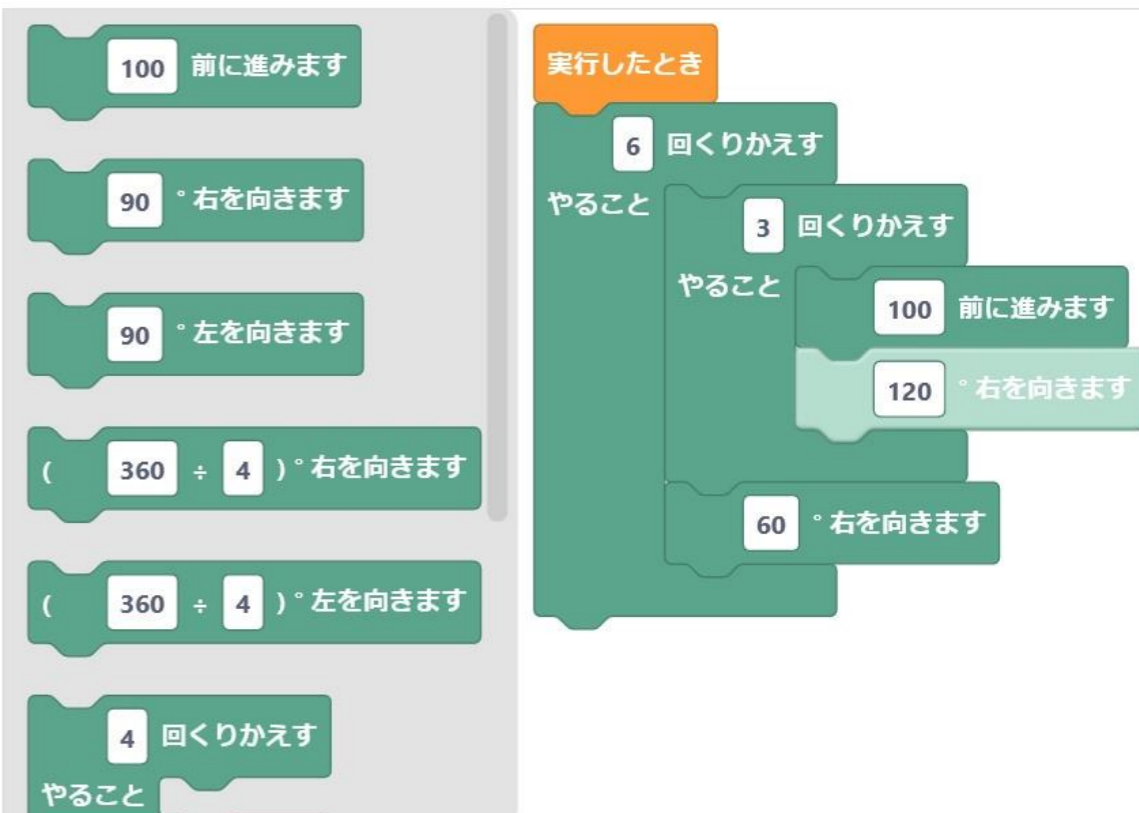 100 前に進みます
90 °右を向きます
90 °左を向きます
( 360 ÷ 4 )°右を向きます
( 360 ÷ 4 )°左を向きます
4 回くりかえす
やること
実行したとき
6 回くりかえす
やること
3 回くりかえす
やること
100 前に進みます
120 °右を向きます
60 °右を向きます